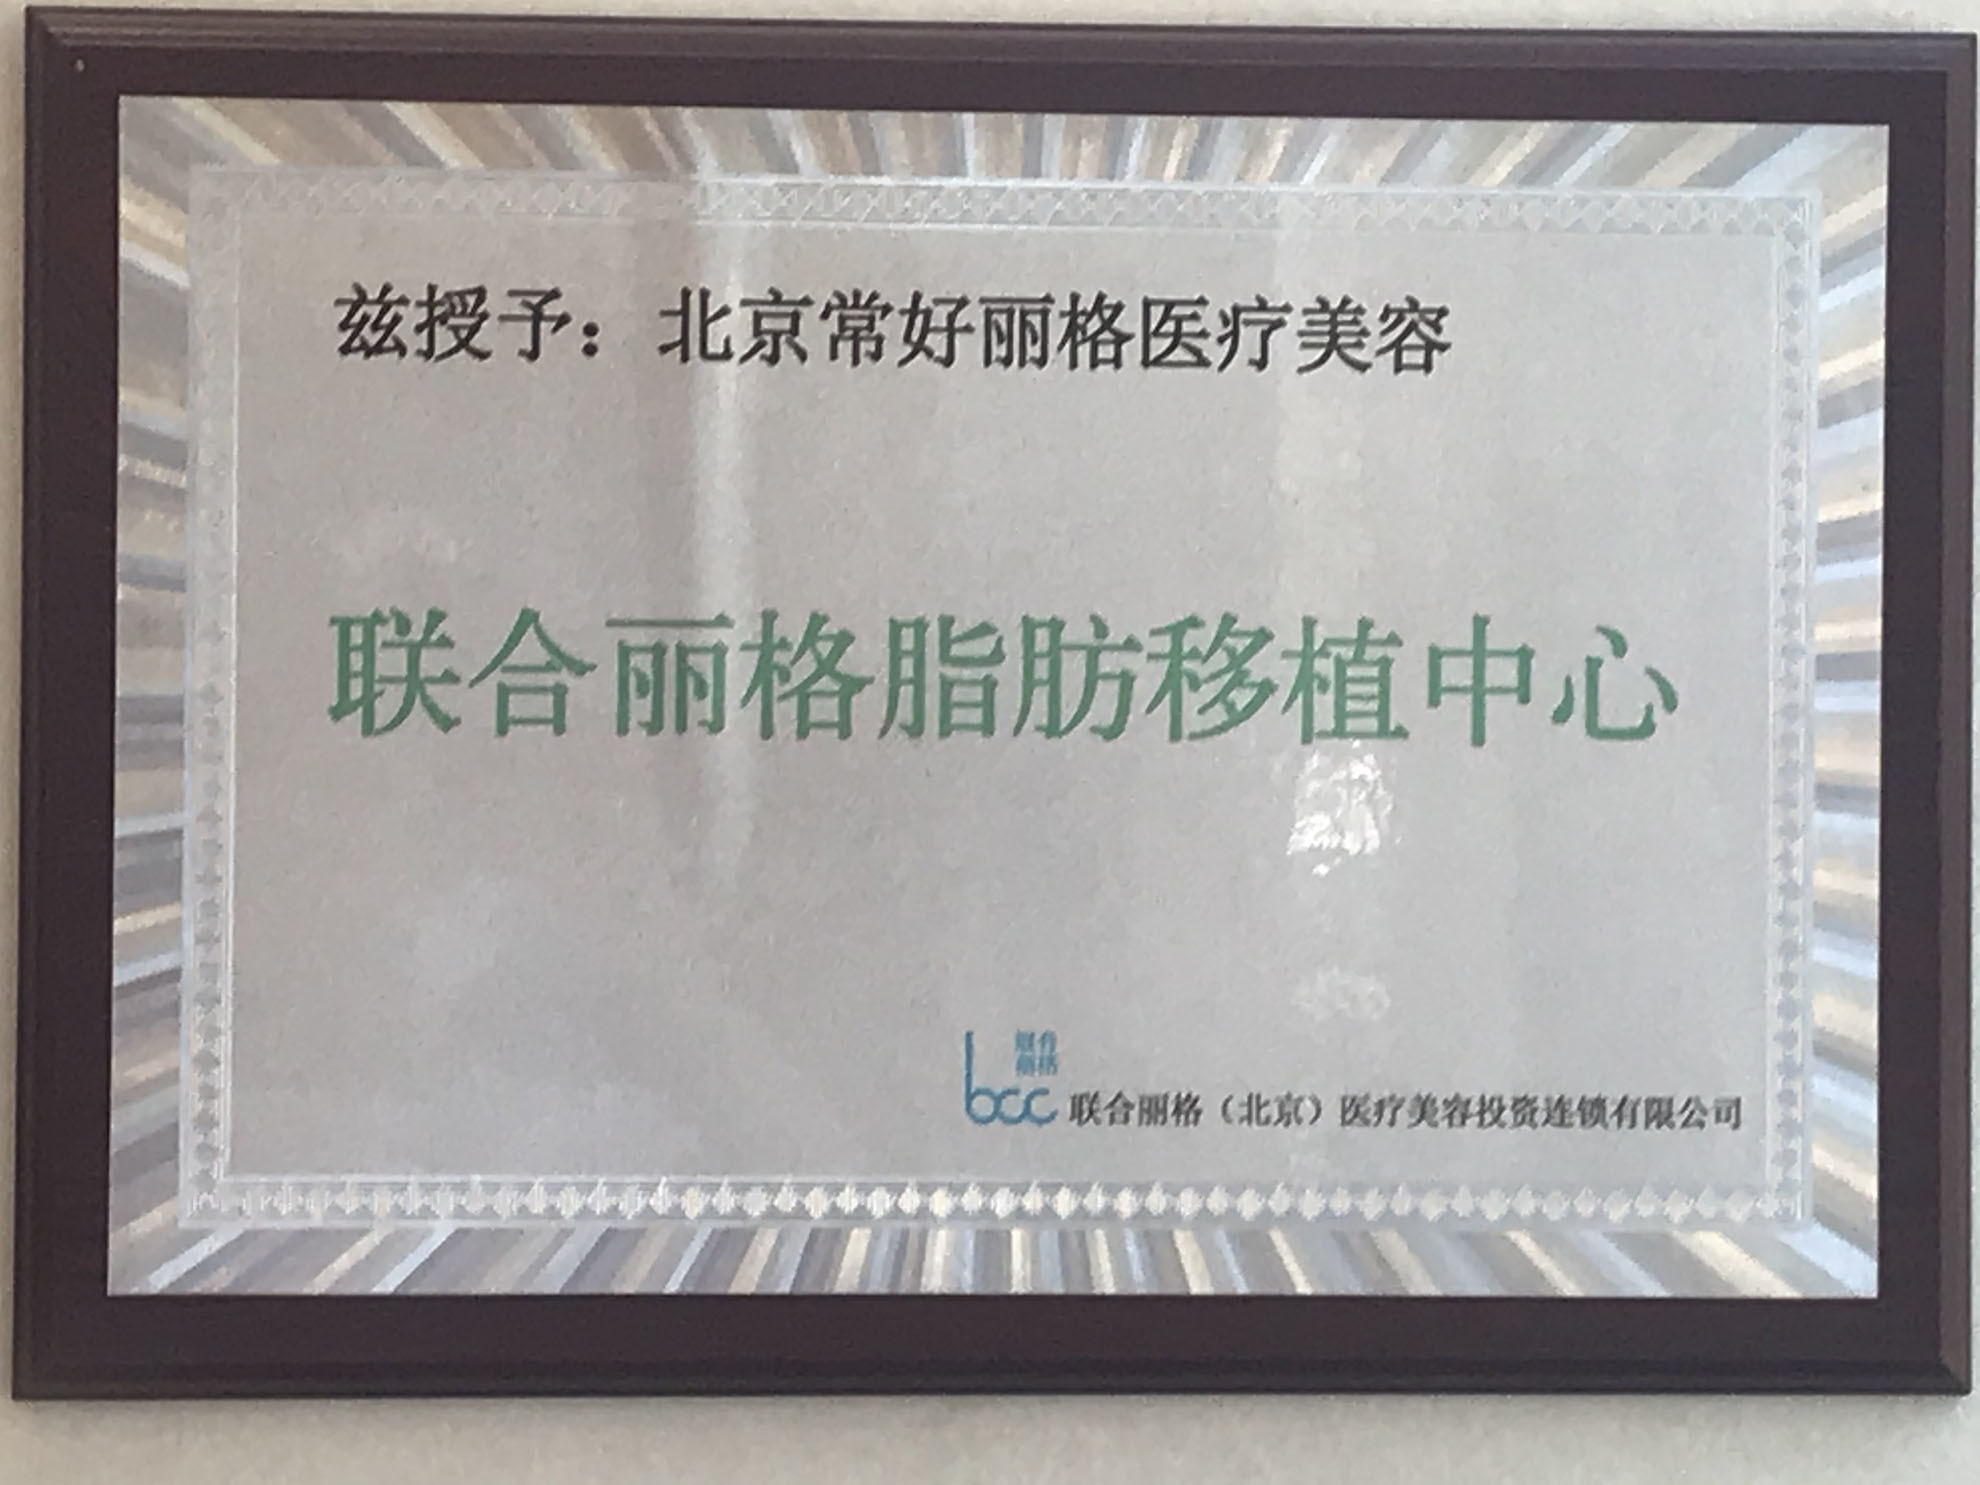 兹授予：北京常好丽格医疗美容
联合丽格脂肪移植中心
联合
丽格
bcc
联合丽格（北京）医疗美容投资连锁有限公司